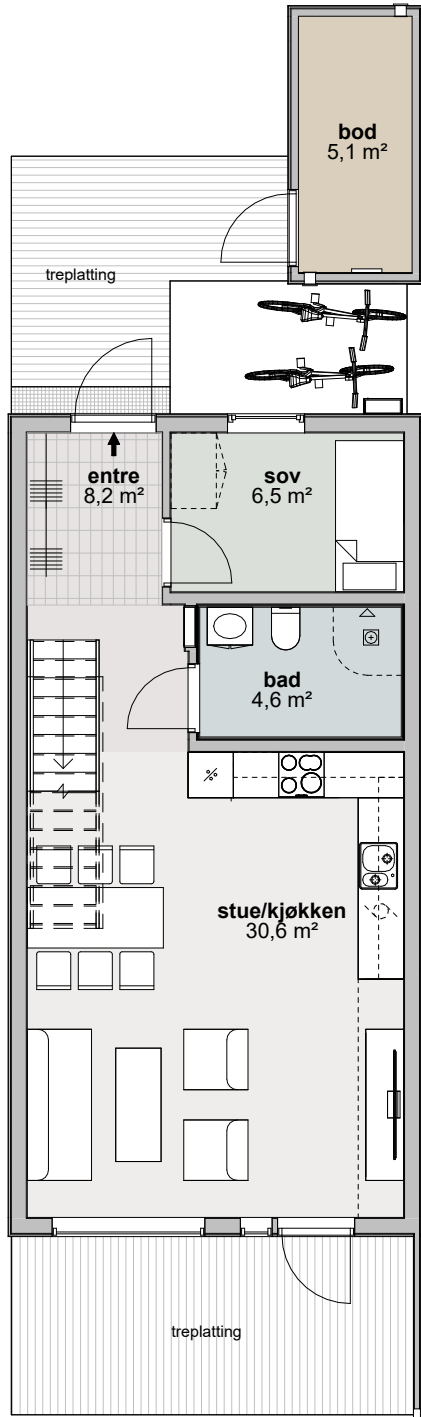 bod
5,1 m²
treplatting
entre
8,2 m²
sov
6,5 m²
bad
4,6 m²
%
stue/kjøkken
30,6 m²
treplatting